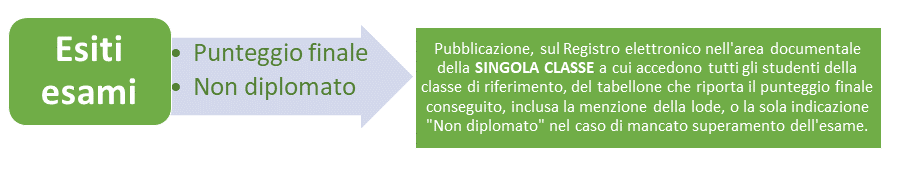 Esiti
esami
• Punteggio finale
• Non diplomato
Pubblicazione, sul Registro elettronico nell'area documentale
della SINGOLA CLASSE a cui accedono tutti gli studenti della
classe di riferimento, del tabellone che riporta il punteggio finale
conseguito, inclusa la menzione della lode, o la sola indicazione
"Non diplomato" nel caso di mancato superamento dell'esame.